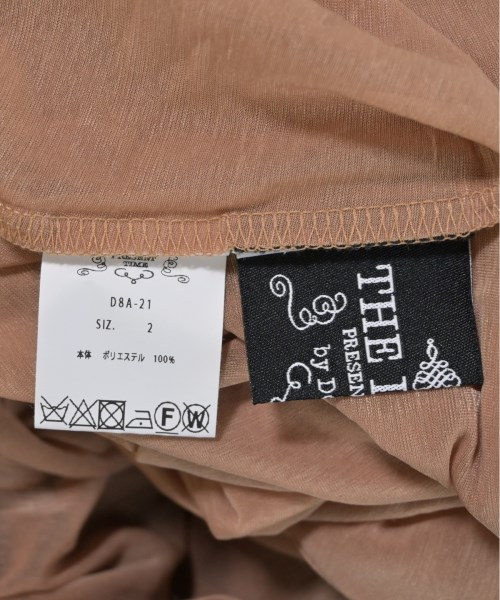 PRESENT
TIME
D8A-21
SIZ. 2
本体 ポリエステル 100%
F W
THE
PRESEN
by D